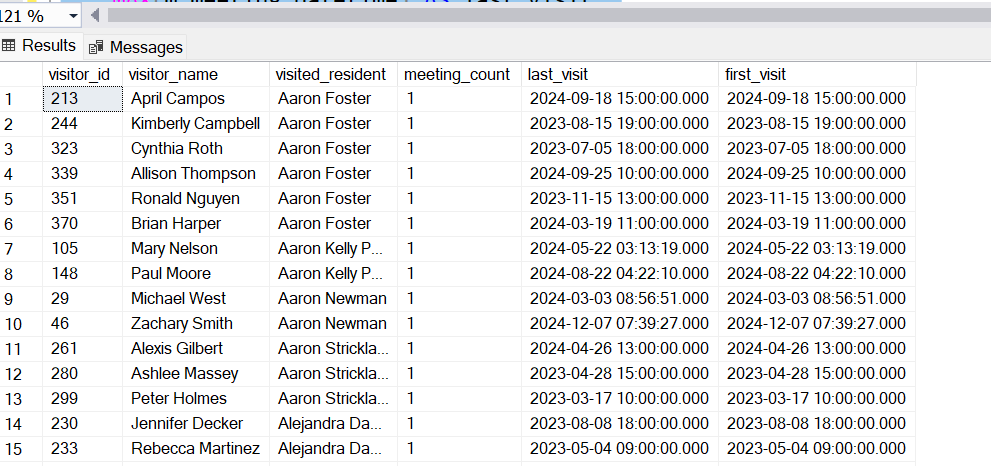 121 %
Results Messages
visitor_id visitor_name visited_resident meeting_count last_visit first_visit
1 213 April Campos Aaron Foster 1 2024-09-18 15:00:00.000 2024-09-18 15:00:00.000
2 244 Kimberly Campbell Aaron Foster 1 2023-08-15 19:00:00.000 2023-08-15 19:00:00.000
3 323 Cynthia Roth Aaron Foster 1 2023-07-05 18:00:00.000 2023-07-05 18:00:00.000
4 339 Allison Thompson Aaron Foster 1 2024-09-25 10:00:00.000 2024-09-25 10:00:00.000
5 351 Ronald Nguyen Aaron Foster 1 2023-11-15 13:00:00.000 2023-11-15 13:00:00.000
6 370 Brian Harper Aaron Foster 1 2024-03-19 11:00:00.000 2024-03-19 11:00:00.000
7 105 Mary Nelson Aaron Kelly P... 1 2024-05-22 03:13:19.000 2024-05-22 03:13:19.000
8 148 Paul Moore Aaron Kelly P... 1 2024-08-22 04:22:10.000 2024-08-22 04:22:10.000
9 29 Michael West Aaron Newman 1 2024-03-03 08:56:51.000 2024-03-03 08:56:51.000
10 46 Zachary Smith Aaron Newman 1 2024-12-07 07:39:27.000 2024-12-07 07:39:27.000
11 261 Alexis Gilbert Aaron Strickla... 1 2024-04-26 13:00:00.000 2024-04-26 13:00:00.000
12 280 Ashlee Massey Aaron Strickla... 1 2023-04-28 15:00:00.000 2023-04-28 15:00:00.000
13 299 Peter Holmes Aaron Strickla... 1 2023-03-17 10:00:00.000 2023-03-17 10:00:00.000
14 230 Jennifer Decker Alejandra Da... 1 2023-08-08 18:00:00.000 2023-08-08 18:00:00.000
15 233 Rebecca Martinez Alejandra Da... 1 2023-05-04 09:00:00.000 2023-05-04 09:00:00.000